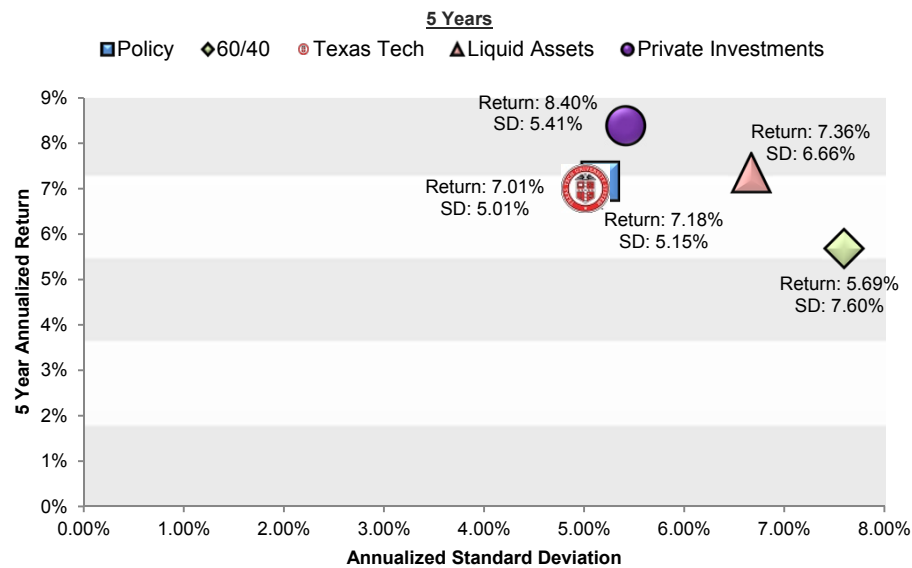 5 Years
Policy 60/40 Texas Tech Liquid Assets Private Investments
9%
8%
7%
6%
5%
4%
3%
2%
1%
0%
5 Year Annualized Return
Return: 8.40%
SD: 5.41%
Return: 7.36%
SD: 6.66%
Return: 7.01%
SD: 5.01%
Return: 7.18%
SD: 5.15%
Return: 5.69%
SD: 7.60%
0.00% 1.00% 2.00% 3.00% 4.00% 5.00% 6.00% 7.00% 8.00%
Annualized Standard Deviation